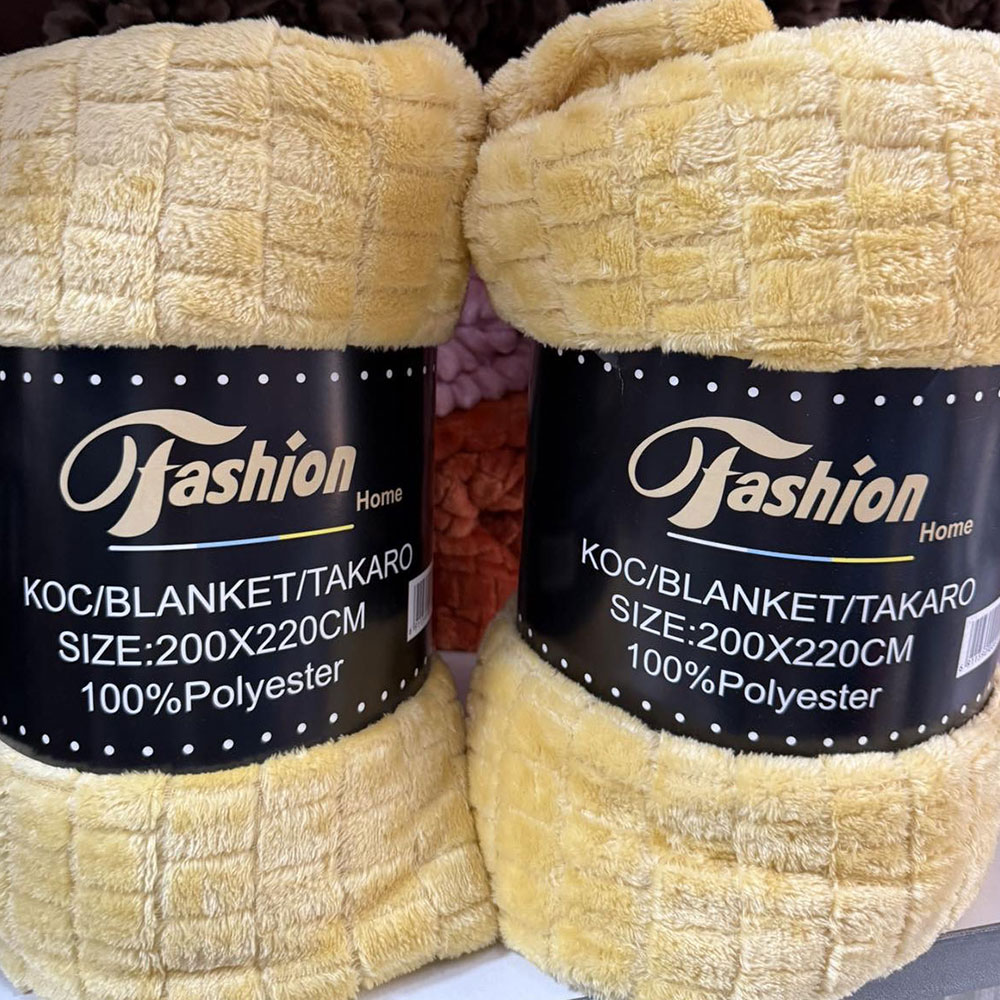 Fashion
Home
KOC/BLANKET/TAKARO
SIZE:200X220CM
100%Polyester
Fashion
Home
KOC/BLANKET/TAKARO
SIZE:200X220CM
100%Polyester